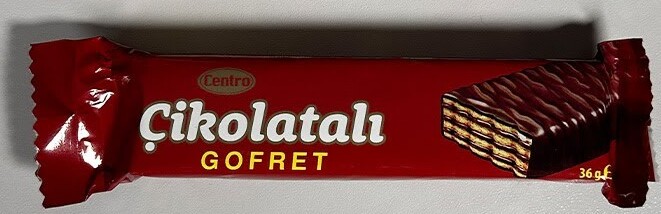 Centro
Çikolatalı
GOFRET
36 g℮